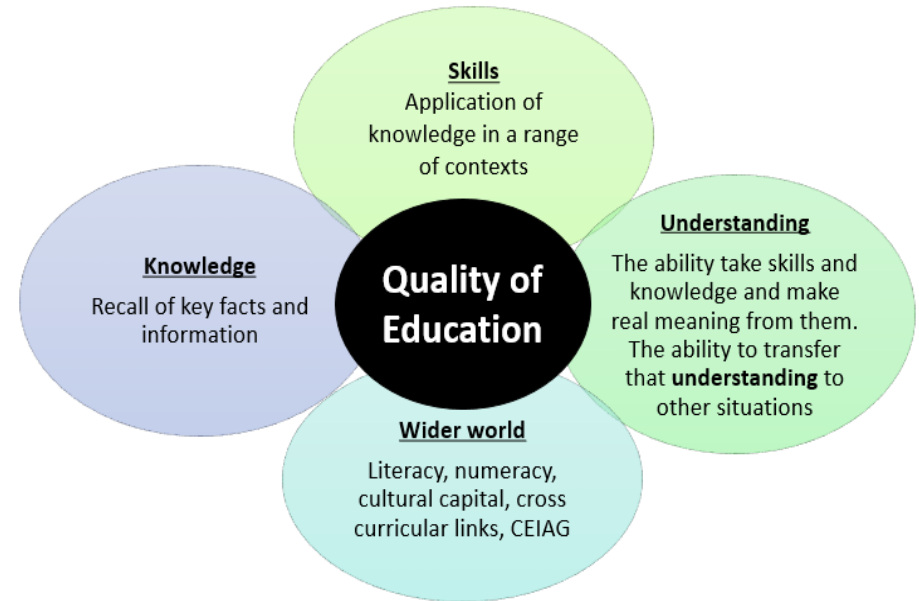 Skills
Application of
knowledge in a range
of contexts
Knowledge
Recall of key facts and
information
Quality of
Education
Understanding
The ability take skills and
knowledge and make
real meaning from them.
The ability to transfer
that understanding to
other situations
Wider world
Literacy, numeracy,
cultural capital, cross
curricular links, CEIAG